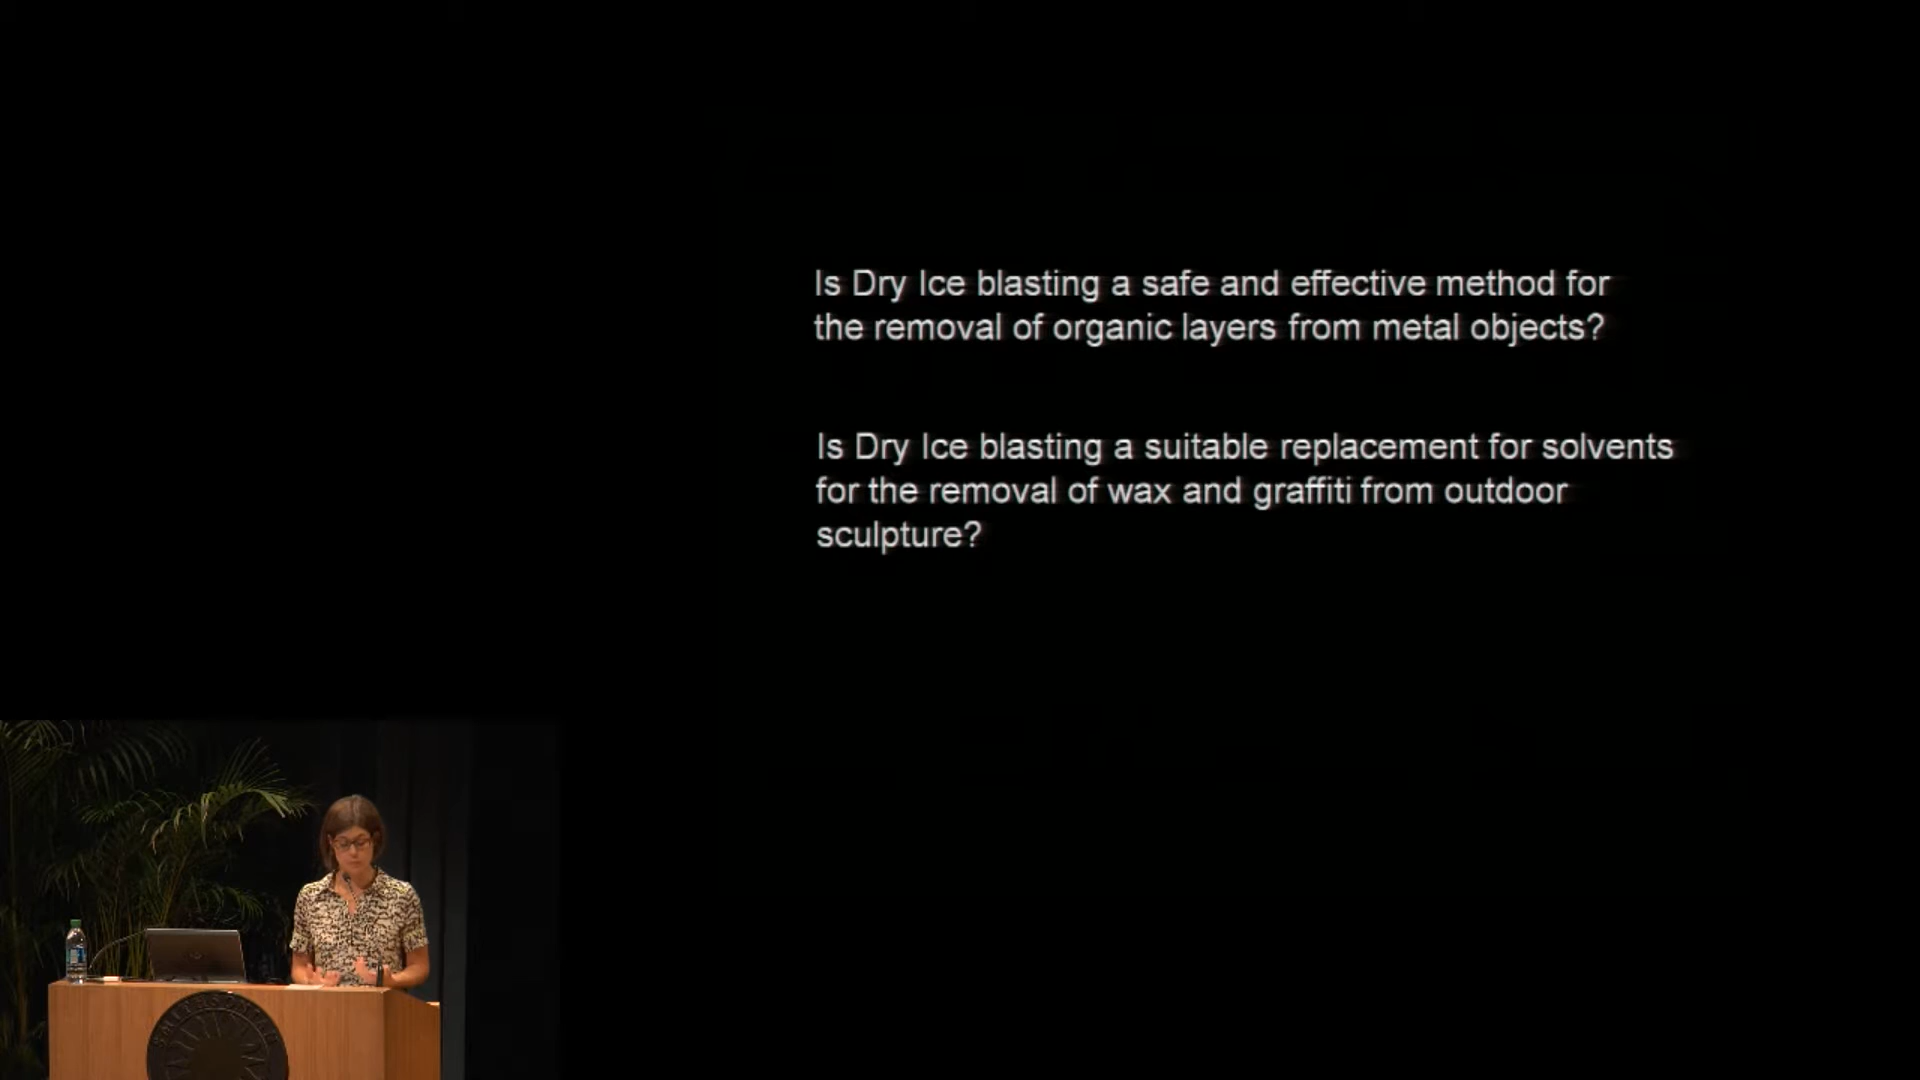 Is Dry Ice blasting a safe and effective method for
the removal of organic layers from metal objects?
Is Dry Ice blasting a suitable replacement for solvents
for the removal of wax and graffiti from outdoor
sculpture?
SMITHSONIAN